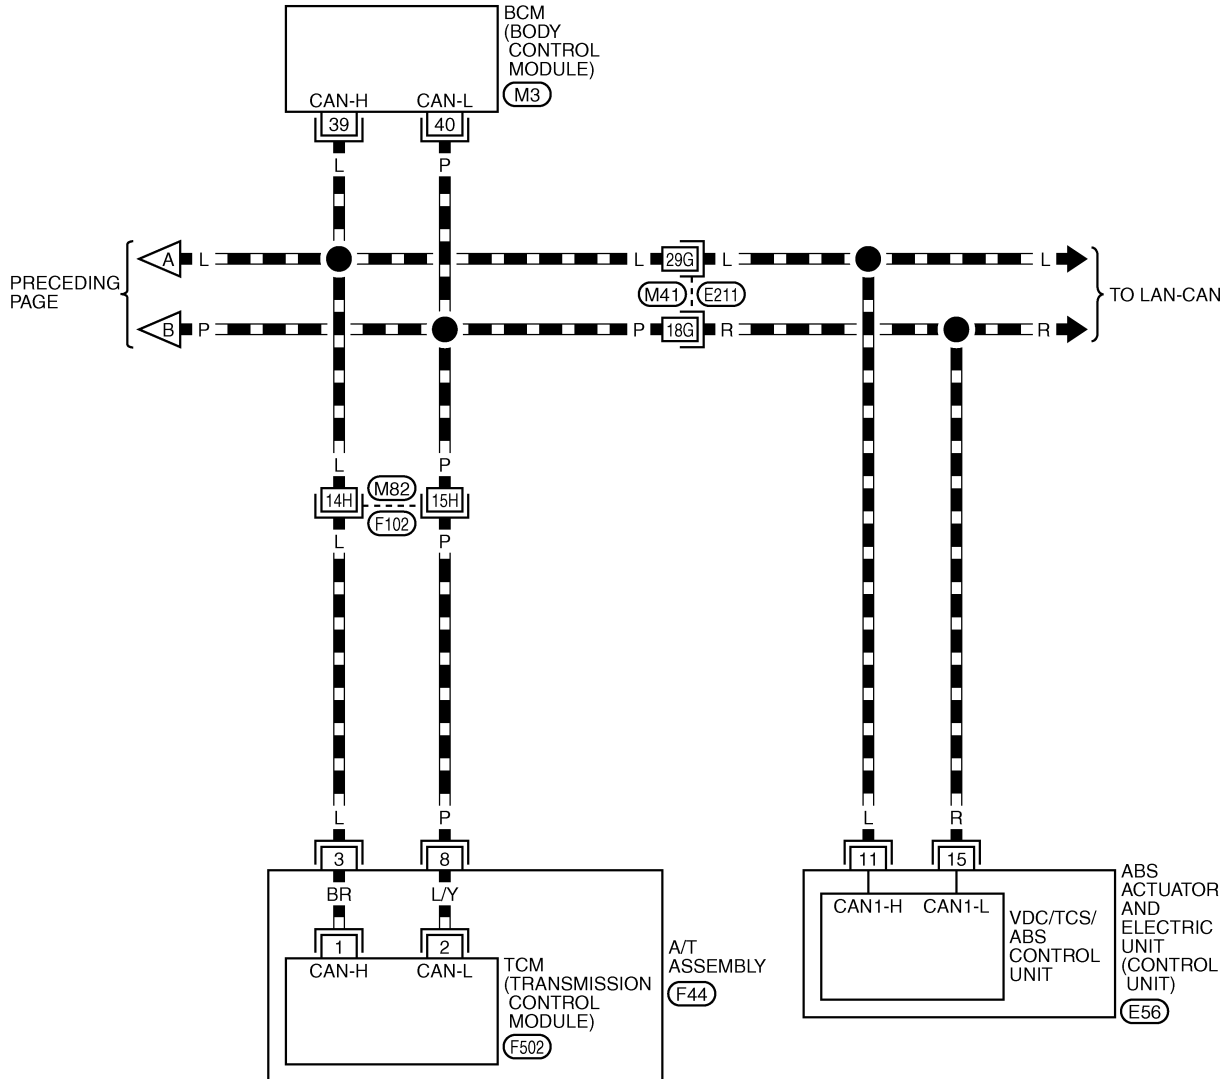 BCM
(BODY
CONTROL
MODULE)
M3
CAN-H
CAN-L
39
40
L
P
A
L
L
29G
L
L
PRECEDING
PAGE
M41
E211
TO LAN-CAN
B
P
P
18G
R
R
L
P
14H
M82
15H
F102
L
P
L
P
L
R
3
8
11
15
BR
L/Y
1
2
CAN-H
CAN-L
TCM
(TRANSMISSION
CONTROL
MODULE)
F502
A/T
ASSEMBLY
F44
CAN1-H
CAN1-L
VDC/TCS/
ABS
CONTROL
UNIT
ABS
ACTUATOR
AND
ELECTRIC
UNIT
(CONTROL
UNIT)
E56